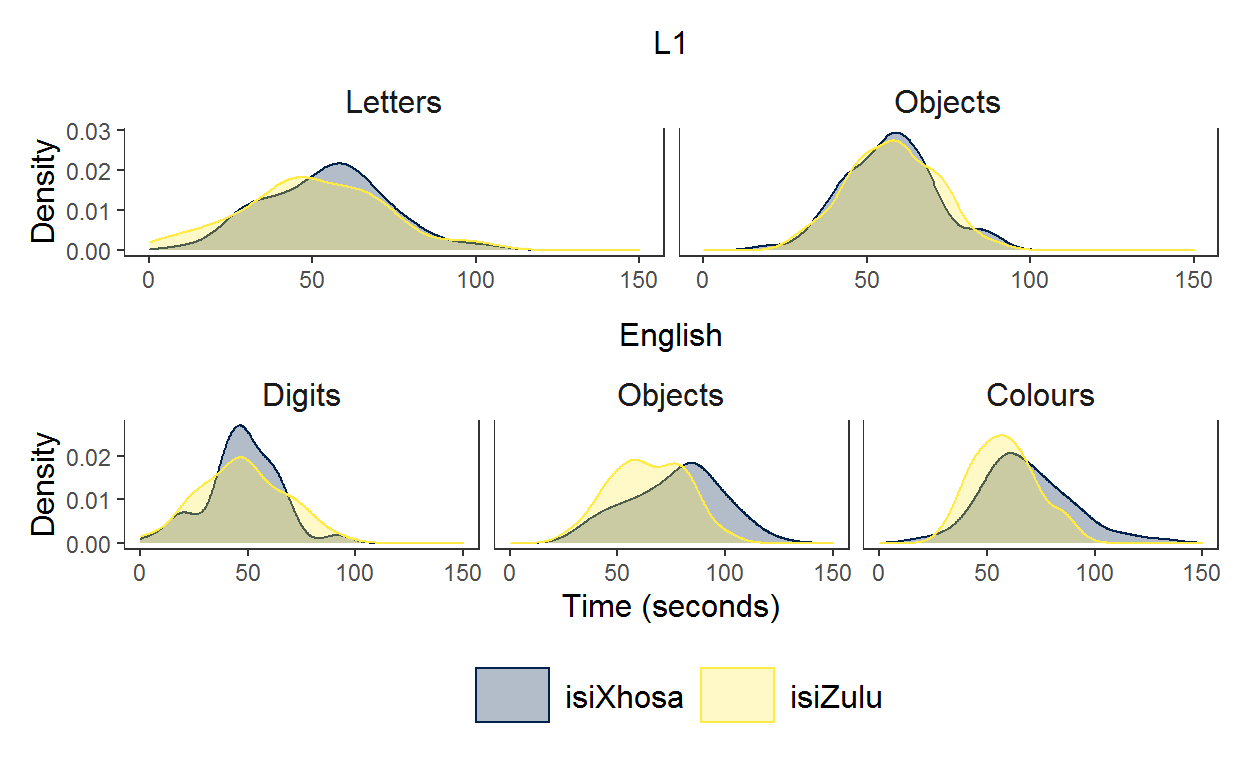 L1
Letters Objects
Density
0.03
0.02
0.01
0.00
0 50 100 150 0 50 100 150
English
Digits Objects Colours
Density
0.02
0.01
0.00
0 50 100 150 0 50 100 150 0 50 100 150
Time (seconds)
isiXhosa isiZulu